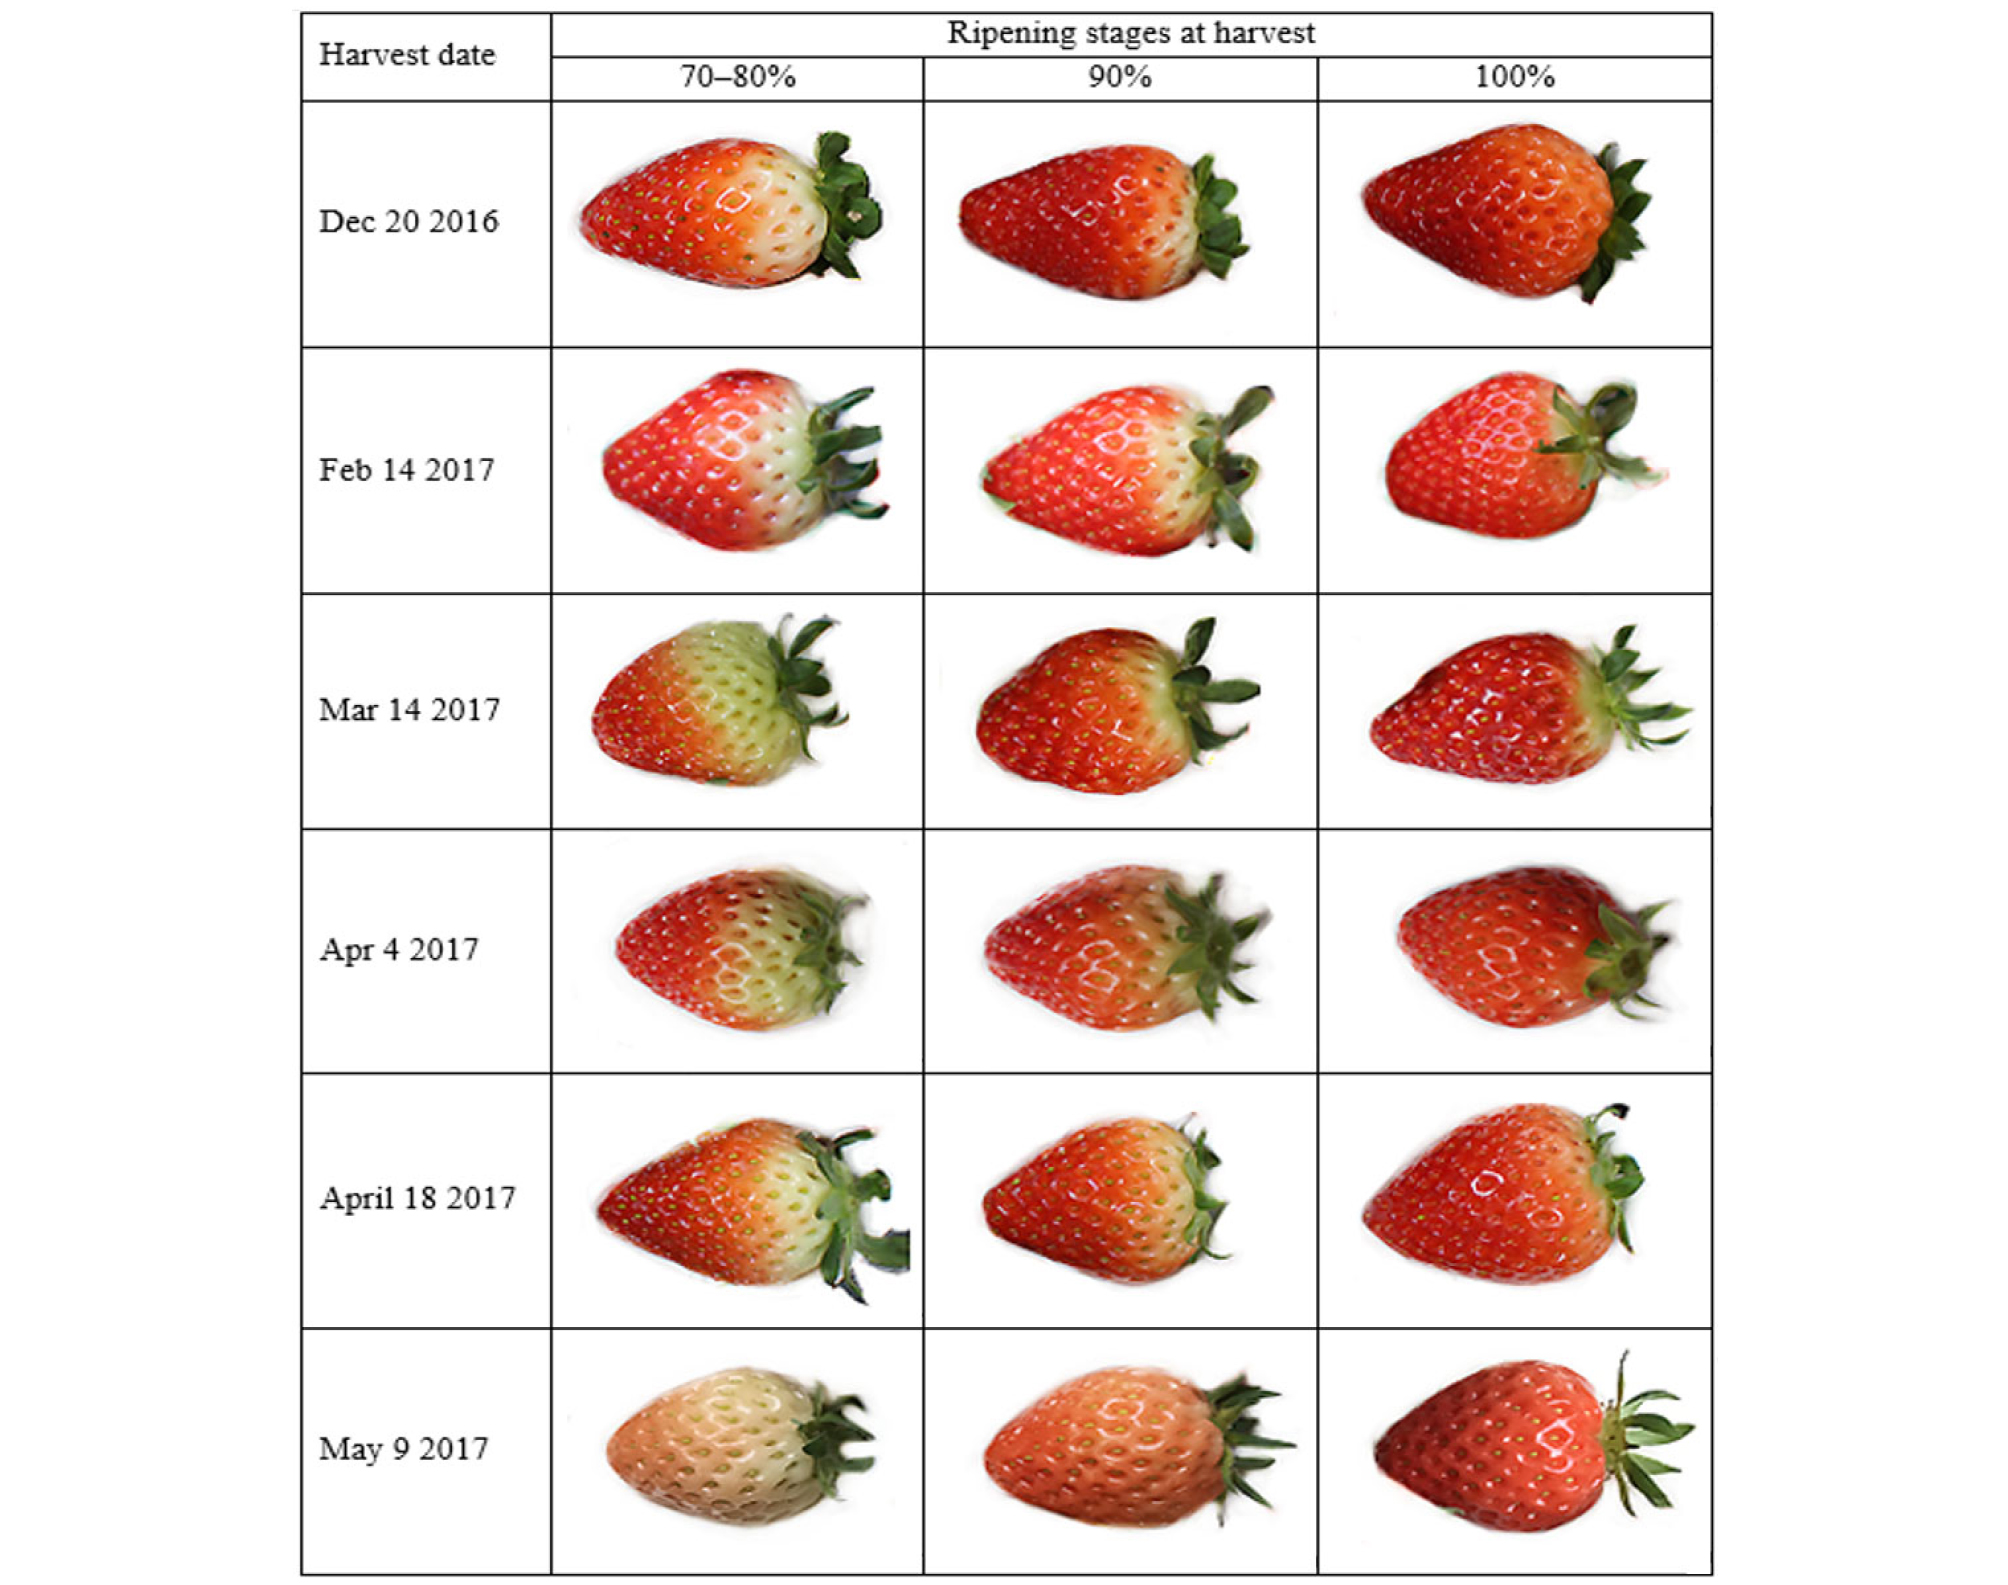 Harvest date
Ripening stages at harvest
70–80%
90%
100%
Dec 20 2016
Feb 14 2017
Mar 14 2017
Apr 4 2017
April 18 2017
May 9 2017